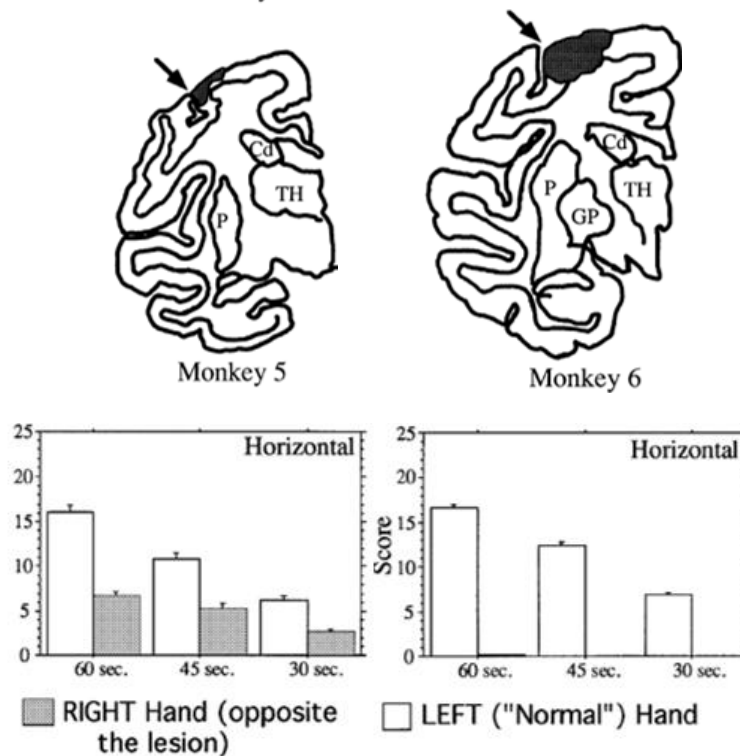 Cd
TH
P
Monkey 5
Cd
P
TH
GP
Monkey 6
25
20
15
10
5
0
Horizontal
60 sec.
45 sec.
30 sec.
Score
25
20
15
10
5
0
Horizontal
60 sec.
45 sec.
30 sec.
RIGHT Hand (opposite
the lesion)
LEFT ("Normal") Hand